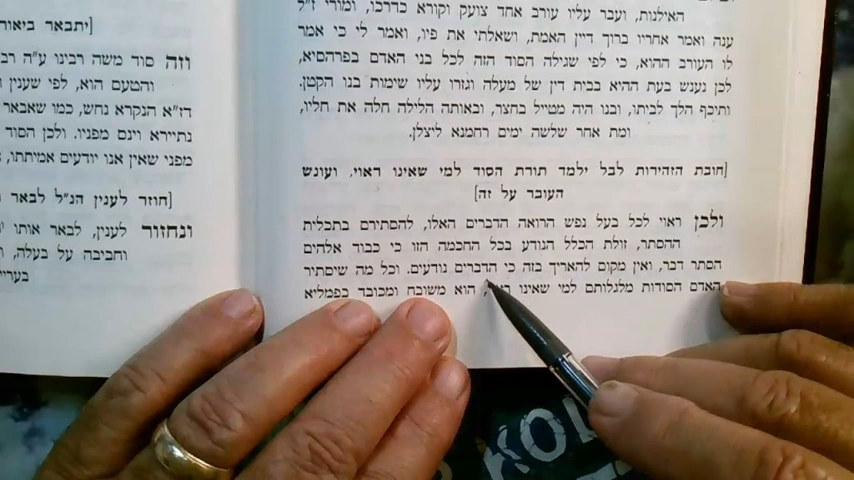 האילנות, ועבר עליו עורב אחד צועק וקורא כדרכו, ומורי ז"ל
ענה ואמר אחריו ברוך דיין האמת, ושאלתי את פיו, ואמר לי כי אמר
לו העורב ההוא, כי לפי שגילה הסוד הזה לכל בני האדם בפרהסיא,
לכן נענש בעת ההיא בבית דין של מעלה וגזרו עליו שימות בנו הקטן.
ותיכף הלך לביתו, ובנו היה מטייל בחצר, ובאותה הלילה חלה את חליו,
ומת אחר שלשה ימים רחמנא ליצלן.
[חובת הזהירות לבל ילמד תורת הסוד למי שאינו ראוי, ועונש
העובר על זה]
ולכן ראוי לכל בעל נפש הרואה הדברים האלו, להסתירם בתכלית
ההסתר, זולת הכלל הנודע בכל החכמה הזו כי כבוד אלהים
הסתר דבר, ואין מקום להאריך בזה כי הדברים נודעים. וכל מה שיסתיר
האדם הסודות מלגלותם למי שאינו הוא משובח ומכובד בפמליא
[יתבאר ביאור
וזה סוד משה רבינו ע"ה
והטעם הוא, לפי שענין
דז"א הנקרא נחש, כמו שאבאר
נתיירא וינס מפניו. ולכן הסוד
מפני שאין אנו יודעים אמיתתו,
[חוזר לענין הנ"ל לבאר
ונחזור לענין, לבאר אותו
וחביבה על בעלה,